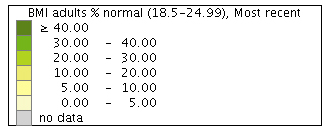 BMI adults % normal (18.5-24.99), Most recent
≥ 40.00
30.00 - 40.00
20.00 - 30.00
10.00 - 20.00
5.00 - 10.00
0.00 - 5.00
no data